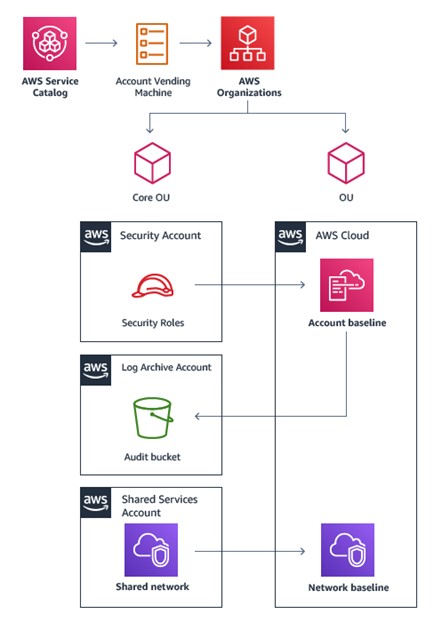 AWS Service
Catalog
Account Vending
Machine
AWS
Organizations
Core OU
OU
aws
Security Account
Security Roles
aws
AWS Cloud
Account baseline
aws
Log Archive Account
Audit bucket
aws
Shared Services
Account
Shared network
Network baseline